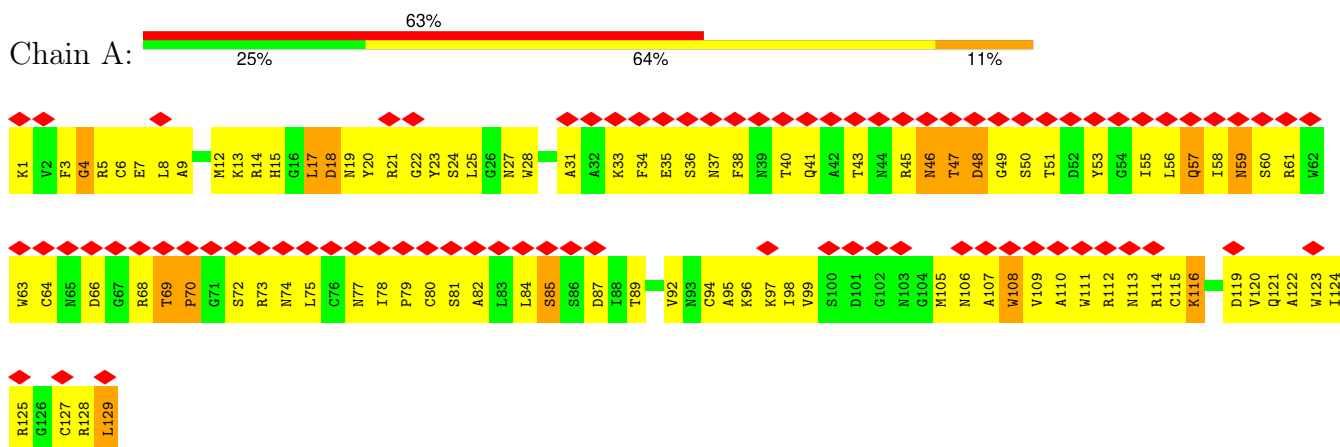 63%
Chain A:
25% 64% 11%
K1 V2 F3 G4 R5 C6 E7 L8 A9 M12 K13 R14 H15 G16 L17 D18 N19 Y20 R21 G22 Y23 S24 L25 G26 N27 W28 A31 A32 K33 F34 E35 S36 N37 F38 N39 T40 Q41 A42 T43 N44 R45 N46 T47 D48 G49 S50 T51 D52 Y53 G54 I55 L56 Q57 I58 N59 S60 R61 W62
W63 C64 N65 D66 G67 R68 T69 P70 G71 S72 R73 N74 L75 C76 N77 I78 P79 C80 S81 A82 L83 L84 S85 S86 D87 I88 T89 V92 N93 C94 A95 K96 K97 I98 V99 S100 D101 G102 N103 G104 M105 N106 A107 W108 V109 A110 W111 R112 N113 R114 C115 K116 D119 V120 Q121 A122 W123 I124
R125 G126 C127 R128 L129